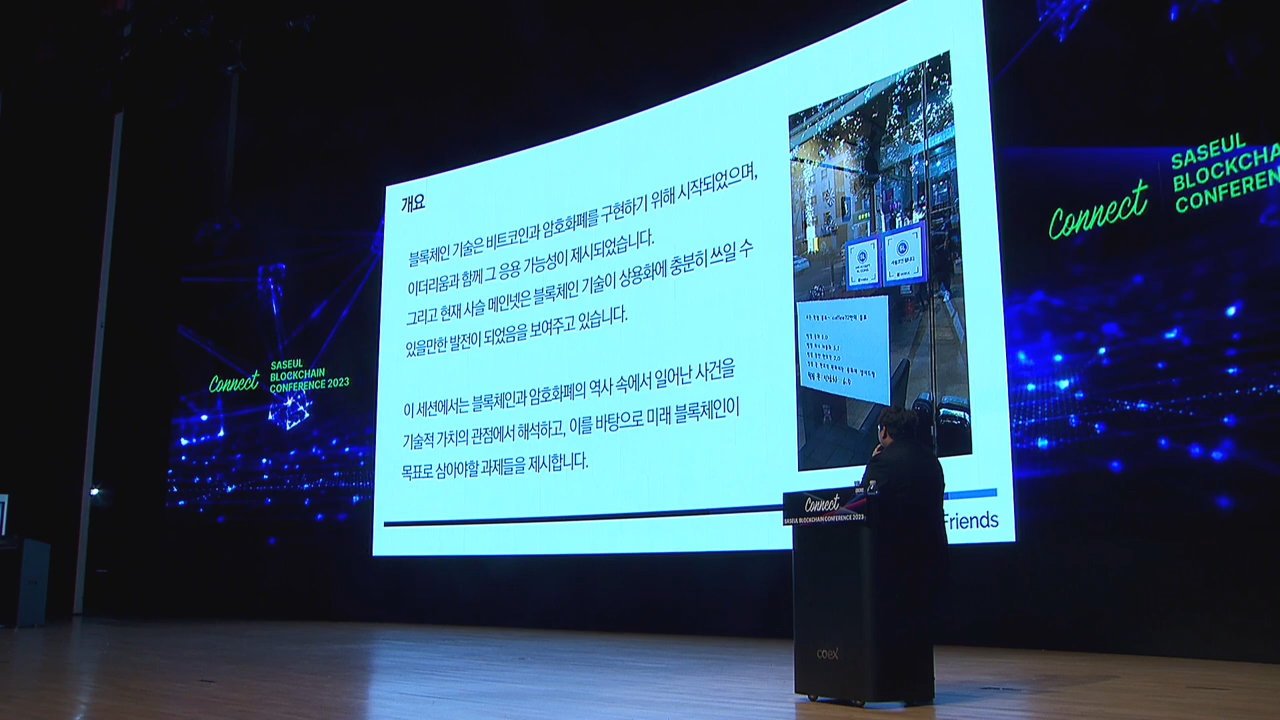 개요
블록체인 기술은 비트코인과 암호화폐를 구현하기 위해 시작되었으며,
이더리움과 함께 그 응용 가능성이 제시되었습니다.
그리고 현재 사슬 메인넷은 블록체인 기술이 상용화에 충분히 쓰일 수
있을만한 발전이 되었음을 보여주고 있습니다.
이 세션에서는 블록체인과 암호화폐의 역사 속에서 일어난 사건을
기술적 가치의 관점에서 해석하고, 이를 바탕으로 미래 블록체인이
목표로 삼아야할 과제들을 제시합니다.
Friends
Connect
SASEUL
BLOCKCHAIN
CONFERENCE 2023
Connect
SASEUL
BLOCKCHA
CONFEREN
Connect
SASEUL BLOCKCHAIN CONFERENCE 2023
coex